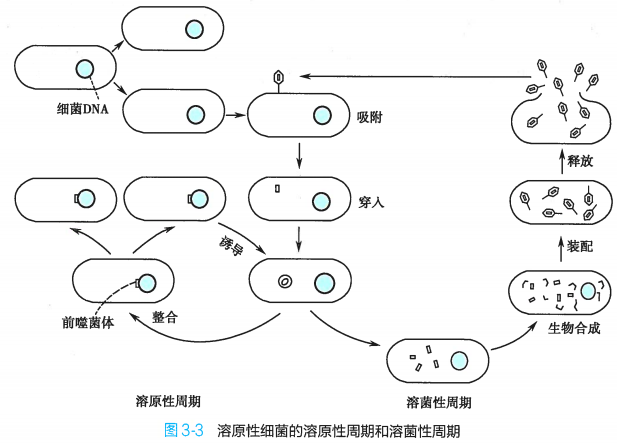 细菌DNA
吸附
释放
穿入
诱导
装配
前噬菌体
整合
生物合成
溶原性周期
溶菌性周期
图3-3 溶原性细菌的溶原性周期和溶菌性周期